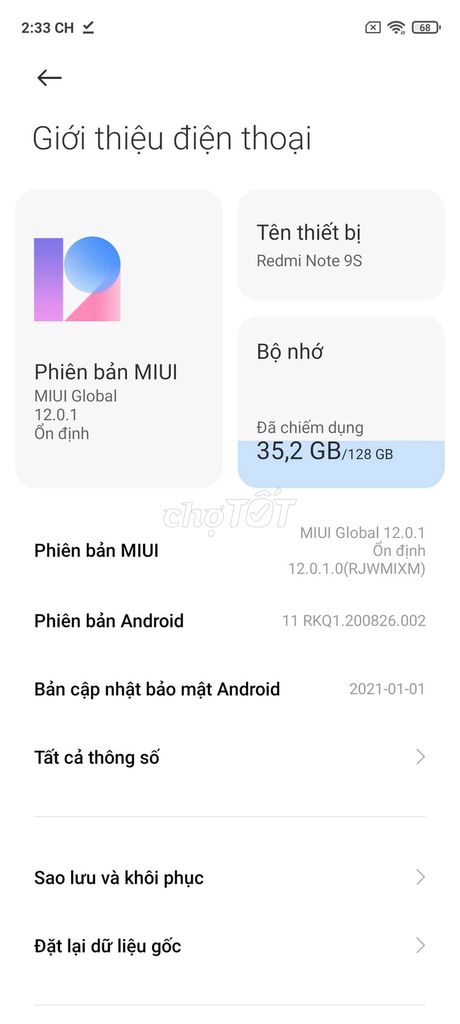 2:33 CH
68
Giới thiệu điện thoại
Phiên bản MIUI
MIUI Global
12.0.1
Ổn định
Tên thiết bị
Redmi Note 9S
Bộ nhớ
Đã chiếm dụng
35,2 GB/128 GB
chợTỐT
Phiên bản MIUI
MIUI Global 12.0.1
Ổn định
12.0.1.0(RJWMIXM)
Phiên bản Android
11 RKQ1.200826.002
Bản cập nhật bảo mật Android
2021-01-01
Tất cả thông số
Sao lưu và khôi phục
Đặt lại dữ liệu gốc